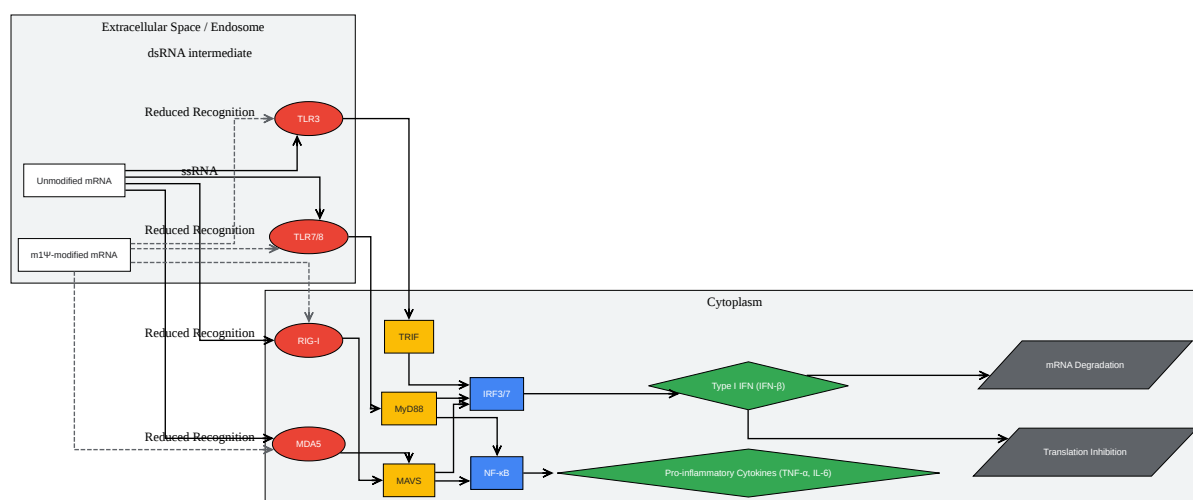 Extracellular Space / Endosome
dsRNA intermediate
Reduced Recognition
TLR3
ssRNA
Unmodified mRNA
Reduced Recognition
TLR7/8
m1Ψ-modified mRNA
Cytoplasm
Reduced Recognition
RIG-I
TRIF
mRNA Degradation
Type I IFN (IFN-β)
IRF3/7
MyD88
Reduced Recognition
MDA5
Translation Inhibition
MAVS
NF-κB
Pro-inflammatory Cytokines (TNF-α, IL-6)